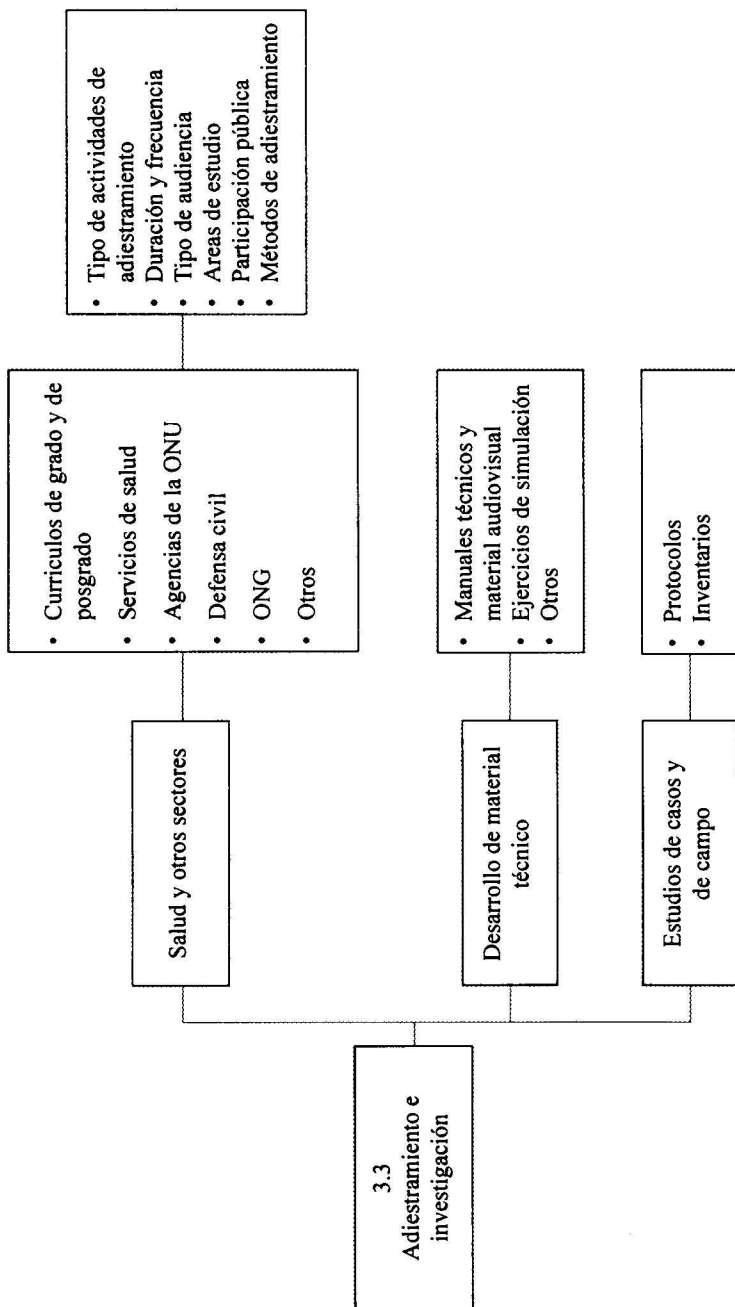 3.3
Adiestramiento e
investigación
Salud y otros sectores
• Curriculos de grado y de
posgrado
• Servicios de salud
• Agencias de la ONU
• Defensa civil
• ONG
• Otros
• Tipo de actividades de
adiestramiento
• Duración y frecuencia
• Tipo de audiencia
• Areas de estudio
• Participación pública
• Métodos de adiestramiento
Desarrollo de material
técnico
• Manuales técnicos y
material audiovisual
• Ejercicios de simulación
• Otros
Estudios de casos y
de campo
• Protocolos
• Inventarios